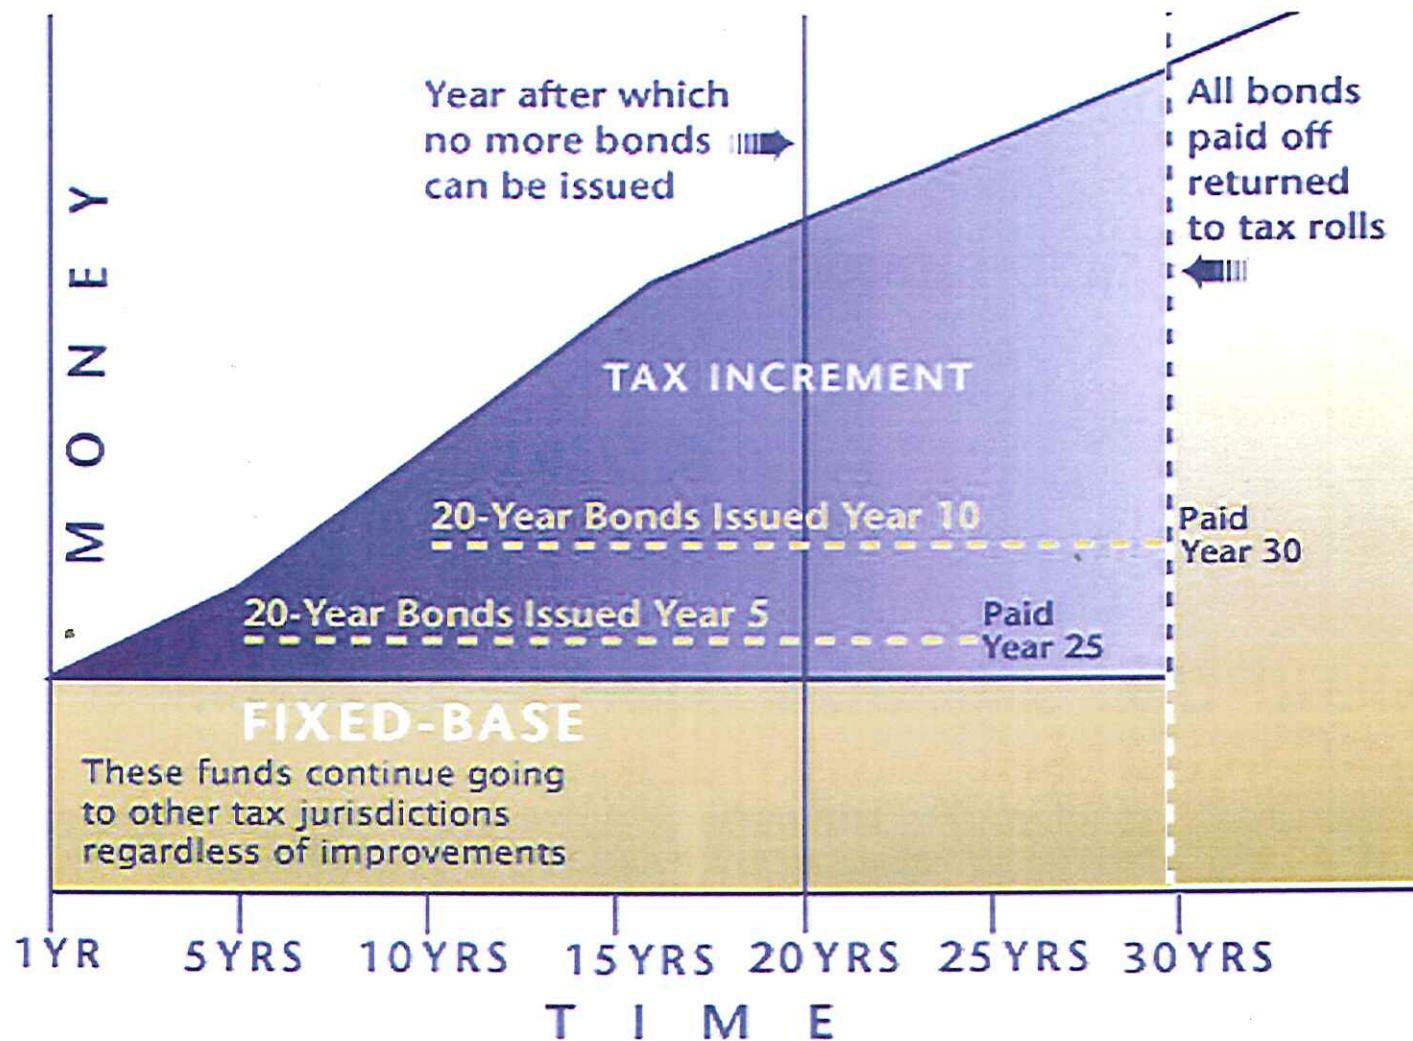 MONEY
Year after which
no more bonds
can be issued
All bonds
paid off
returned
to tax rolls
TAX INCREMENT
20-Year Bonds Issued Year 10
Paid
Year 30
20-Year Bonds Issued Year 5
Paid
Year 25
FIXED-BASE
These funds continue going
to other tax jurisdictions
regardless of improvements
1YR 5YRS 10YRS 15YRS 20YRS 25YRS 30YRS
TIME